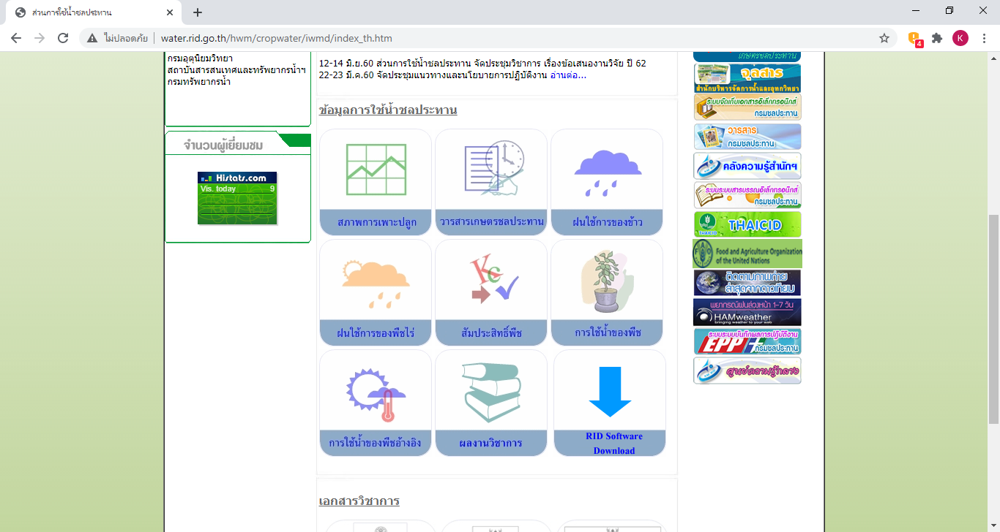 ส่วนการใช้น้ำชลประทาน
ไม่ปลอดภัย
water.rid.go.th/hwm/cropwater/iwmd/index_th.htm
4
K
กรมอุตุนิยมวิทยา
สถาบันสารสนเทศและทรัพยากรน้ำฯ
กรมทรัพยากรน้ำ
จำนวนผู้เยี่ยมชม
Histats.com
Vis. today 9
12-14 มิ.ย.60 ส่วนการใช้น้ำชลประทาน จัดประชุมวิชาการ เรื่องข้อเสนองานวิจัย ปี 62
22-23 มี.ค.60 จัดประชุมแนวทางและนโยบายการปฏิบัติงาน อ่านต่อ...
ข้อมูลการใช้น้ำชลประทาน
สภาพการเพาะปลูก
วารสารเกษตรชลประทาน
ฝนใช้การของข้าว
Kc
ฝนใช้การของพืชไร่
สัมประสิทธิ์พืช
การใช้น้ำของพืช
การใช้น้ำของพืชอ้างอิง
ผลงานวิชาการ
RID Software
Download
เอกสารวิชาการ
เกษตรชลประทาน
จุลสาร
สำนักบริหารจัดการน้ำและอุทกวิทยา
ระบบจัดเก็บเอกสารอิเล็กทรอนิกส์
กรมชลประทาน
วารสาร
กรมชลประทาน
คลังความรู้สำนักฯ
ระบบระบบสารบรรณอิเล็กทรอนิกส์
กรมชลประทาน
THAICID
THAICID
Food and Agriculture Organization
of the United Nations
ติดตามภาพถ่าย
ล่าสุดจากดาวเทียม
พยากรณ์ฝนล่วงหน้า 1-7 วัน
HAMweather
bringing weather to your web
ระบบระบบบันทึกผลการปฏิบัติงาน
EPP+
กรมชลประทาน
ศูนย์ความรู้กลาง